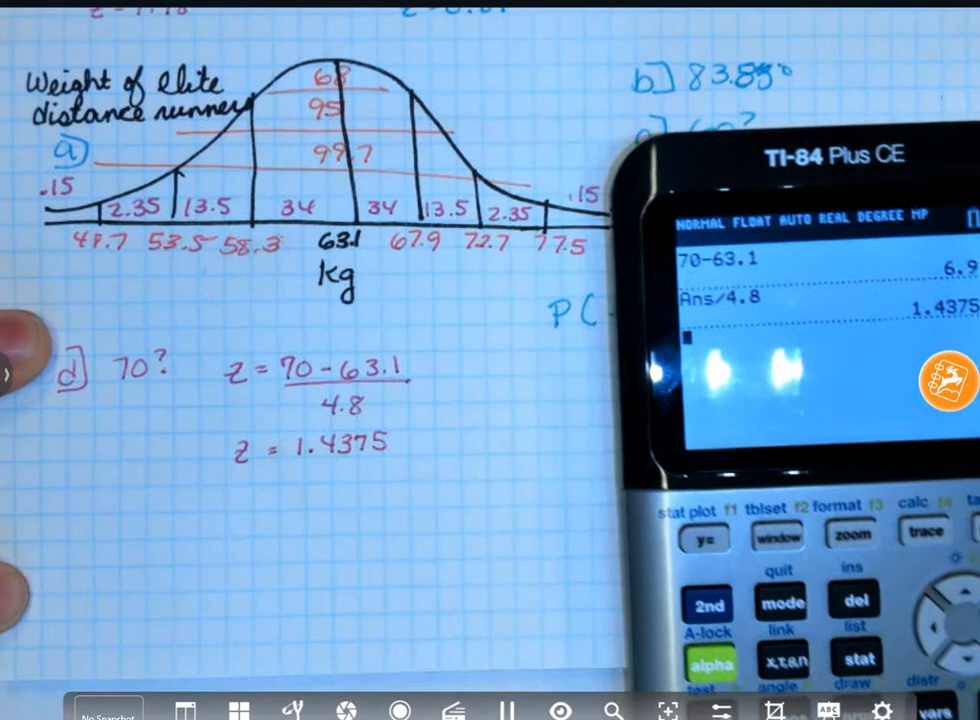 Weight of elite
distance runners
68
95
99.7
a)
.15
2.35
13.5
34
34
13.5
2.35
.15
48.7 53.5 58.3 63.1 67.9 72.7 77.5
kg
b] 83.85%
P (
d] 70?
z = 70 - 63.1
4.8
z = 1.4375
TI-84 Plus CE
NORMAL FLOAT AUTO REAL DEGREE MP
70-63.1
6.9
Ans/4.8
1.4375
stat plot f1 tblset f2 format f3 calc f4
y= window zoom trace
quit ins
2nd mode del
A-lock link list
alpha X,T,θ,n stat
test angle draw distr
vars
No Snapshot
ABC